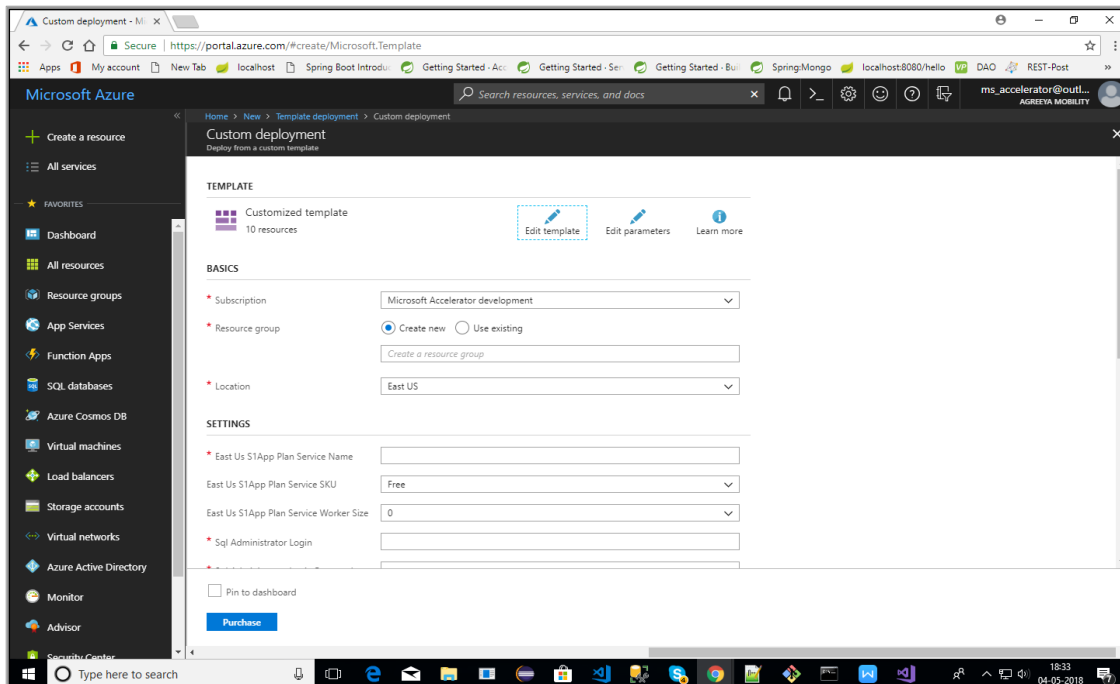 Custom deployment - Mi
Secure | https://portal.azure.com/#create/Microsoft.Template
Apps My account New Tab localhost Spring Boot Introduc Getting Started · Acc Getting Started · Ser Getting Started · Buil Spring:Mongo localhost:8080/hello VP DAO REST-Post »
Microsoft Azure
Search resources, services, and docs
ms_accelerator@outl...
AGREEYA MOBILITY
Home > New > Template deployment > Custom deployment
Custom deployment
Deploy from a custom template
Create a resource
All services
FAVORITES
Dashboard
All resources
Resource groups
App Services
Function Apps
SQL databases
Azure Cosmos DB
Virtual machines
Load balancers
Storage accounts
Virtual networks
Azure Active Directory
Monitor
Advisor
Security Center
TEMPLATE
Customized template
10 resources
Edit template
Edit parameters
Learn more
BASICS
* Subscription
Microsoft Accelerator development
* Resource group
Create new
Use existing
Create a resource group
* Location
East US
SETTINGS
* East Us S1App Plan Service Name
East Us S1App Plan Service SKU
Free
East Us S1App Plan Service Worker Size
0
* Sql Administrator Login
Pin to dashboard
Purchase
Type here to search
18:33
04-05-2018